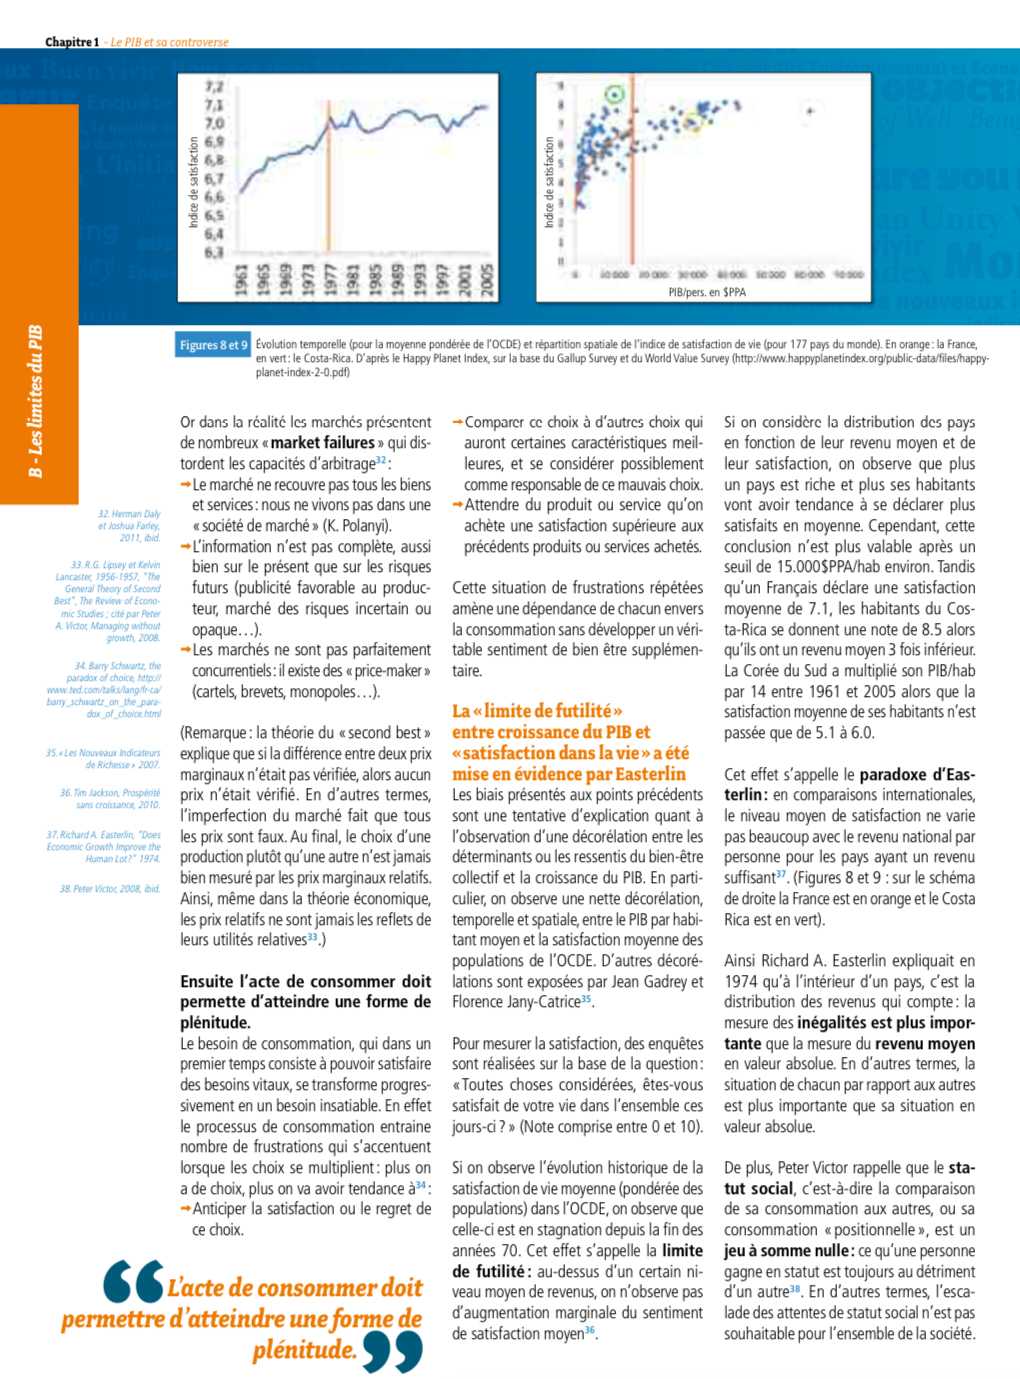 Chapitre 1 - Le PIB et sa controverse
B - Les limites du PIB
Indice de satisfaction
7,2
7,1
7,0
6,9
6,8
6,7
6,6
6,5
6,4
6,3
1961 1965 1969 1973 1977 1981 1985 1989 1993 1997 2001 2005
Indice de satisfaction
PIB/pers. en $PPA
Figures 8 et 9 Évolution temporelle (pour la moyenne pondérée de l'OCDE) et répartition spatiale de l'indice de satisfaction de vie (pour 177 pays du monde). En orange : la France,
en vert : le Costa-Rica. D'après le Happy Planet Index, sur la base du Gallup Survey et du World Value Survey (http://www.happyplanetindex.org/public-data/files/happy-
planet-index-2-0.pdf)
32. Herman Daly
et Joshua Farley,
2011, ibid.
33. R.G. Lipsey et Kelvin
Lancaster, 1956-1957, "The
General Theory of Second
Best", The Review of Econo-
mic Studies ; cité par Peter
A. Victor, Managing without
growth, 2008.
34. Barry Schwartz, the
paradox of choice, http://
www.ted.com/talks/lang/fr-ca/
barry_schwartz_on_the_para-
dox_of_choice.html
35. « Les Nouveaux Indicateurs
de Richesse » 2007.
36. Tim Jackson, Prospérité
sans croissance, 2010.
37. Richard A. Easterlin, "Does
Economic Growth Improve the
Human Lot?" 1974.
38. Peter Victor, 2008, ibid.
Or dans la réalité les marchés présentent
de nombreux « market failures » qui dis-
tordent les capacités d'arbitrage32 :
➞ Le marché ne recouvre pas tous les biens
et services : nous ne vivons pas dans une
« société de marché » (K. Polanyi).
➞ L'information n'est pas complète, aussi
bien sur le présent que sur les risques
futurs (publicité favorable au produc-
teur, marché des risques incertain ou
opaque…).
➞ Les marchés ne sont pas parfaitement
concurrentiels : il existe des « price-maker »
(cartels, brevets, monopoles…).
(Remarque : la théorie du « second best »
explique que si la différence entre deux prix
marginaux n'était pas vérifiée, alors aucun
prix n'était vérifié. En d'autres termes,
l'imperfection du marché fait que tous
les prix sont faux. Au final, le choix d'une
production plutôt qu'une autre n'est jamais
bien mesuré par les prix marginaux relatifs.
Ainsi, même dans la théorie économique,
les prix relatifs ne sont jamais les reflets de
leurs utilités relatives33.)
Ensuite l'acte de consommer doit
permette d'atteindre une forme de
plénitude.
Le besoin de consommation, qui dans un
premier temps consiste à pouvoir satisfaire
des besoins vitaux, se transforme progres-
sivement en un besoin insatiable. En effet
le processus de consommation entraine
nombre de frustrations qui s'accentuent
lorsque les choix se multiplient : plus on
a de choix, plus on va avoir tendance à34 :
➞ Anticiper la satisfaction ou le regret de
ce choix.
“ L'acte de consommer doit
permettre d'atteindre une forme de
plénitude. ”
➞ Comparer ce choix à d'autres choix qui
auront certaines caractéristiques meil-
leures, et se considérer possiblement
comme responsable de ce mauvais choix.
➞ Attendre du produit ou service qu'on
achète une satisfaction supérieure aux
précédents produits ou services achetés.
Cette situation de frustrations répétées
amène une dépendance de chacun envers
la consommation sans développer un véri-
table sentiment de bien être supplémen-
taire.
La « limite de futilité »
entre croissance du PIB et
« satisfaction dans la vie » a été
mise en évidence par Easterlin
Les biais présentés aux points précédents
sont une tentative d'explication quant à
l'observation d'une décorélation entre les
déterminants ou les ressentis du bien-être
collectif et la croissance du PIB. En parti-
culier, on observe une nette décorélation,
temporelle et spatiale, entre le PIB par habi-
tant moyen et la satisfaction moyenne des
populations de l'OCDE. D'autres décoré-
lations sont exposées par Jean Gadrey et
Florence Jany-Catrice35.
Pour mesurer la satisfaction, des enquêtes
sont réalisées sur la base de la question :
« Toutes choses considérées, êtes-vous
satisfait de votre vie dans l'ensemble ces
jours-ci ? » (Note comprise entre 0 et 10).
Si on observe l'évolution historique de la
satisfaction de vie moyenne (pondérée des
populations) dans l'OCDE, on observe que
celle-ci est en stagnation depuis la fin des
années 70. Cet effet s'appelle la limite
de futilité : au-dessus d'un certain ni-
veau moyen de revenus, on n'observe pas
d'augmentation marginale du sentiment
de satisfaction moyen36.
Si on considère la distribution des pays
en fonction de leur revenu moyen et de
leur satisfaction, on observe que plus
un pays est riche et plus ses habitants
vont avoir tendance à se déclarer plus
satisfaits en moyenne. Cependant, cette
conclusion n'est plus valable après un
seuil de 15.000$PPA/hab environ. Tandis
qu'un Français déclare une satisfaction
moyenne de 7.1, les habitants du Cos-
ta-Rica se donnent une note de 8.5 alors
qu'ils ont un revenu moyen 3 fois inférieur.
La Corée du Sud a multiplié son PIB/hab
par 14 entre 1961 et 2005 alors que la
satisfaction moyenne de ses habitants n'est
passée que de 5.1 à 6.0.
Cet effet s'appelle le paradoxe d'Eas-
terlin : en comparaisons internationales,
le niveau moyen de satisfaction ne varie
pas beaucoup avec le revenu national par
personne pour les pays ayant un revenu
suffisant37. (Figures 8 et 9 : sur le schéma
de droite la France est en orange et le Costa
Rica est en vert).
Ainsi Richard A. Easterlin expliquait en
1974 qu'à l'intérieur d'un pays, c'est la
distribution des revenus qui compte : la
mesure des inégalités est plus impor-
tante que la mesure du revenu moyen
en valeur absolue. En d'autres termes, la
situation de chacun par rapport aux autres
est plus importante que sa situation en
valeur absolue.
De plus, Peter Victor rappelle que le sta-
tut social, c'est-à-dire la comparaison
de sa consommation aux autres, ou sa
consommation « positionnelle », est un
jeu à somme nulle : ce qu'une personne
gagne en statut est toujours au détriment
d'un autre38. En d'autres termes, l'esca-
lade des attentes de statut social n'est pas
souhaitable pour l'ensemble de la société.